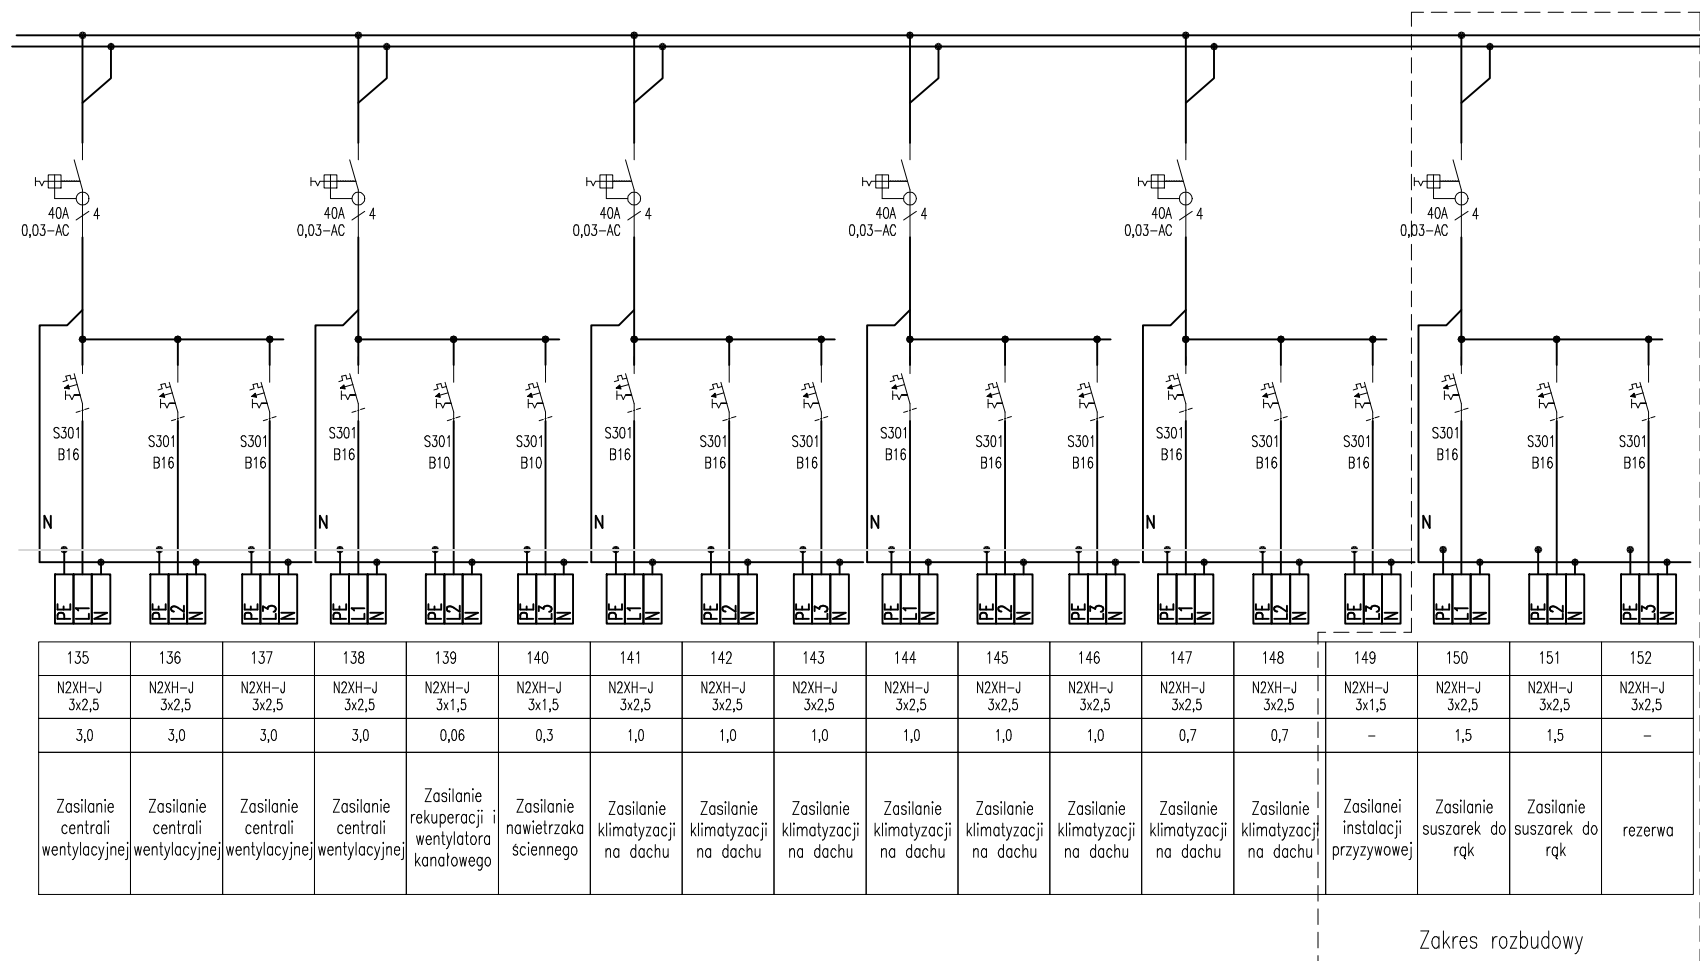 40A 4
0,03-AC
40A 4
0,03-AC
40A 4
0,03-AC
40A 4
0,03-AC
40A 4
0,03-AC
40A 4
0,03-AC
S301
B16
S301
B16
S301
B16
S301
B16
S301
B10
S301
B10
S301
B16
S301
B16
S301
B16
S301
B16
S301
B16
S301
B16
S301
B16
S301
B16
S301
B16
S301
B16
S301
B16
S301
B16
N N N N N N
PE L1 N PE L2 N PE L3 N PE L1 N PE L2 N PE L3 N PE L1 N PE L2 N PE L3 N PE L1 N PE L2 N PE L3 N PE L1 N PE L2 N PE L3 N PE L1 N PE L2 N PE L3 N
135 136 137 138 139 140 141 142 143 144 145 146 147 148 149 150 151 152
N2XH-J N2XH-J N2XH-J N2XH-J N2XH-J N2XH-J N2XH-J N2XH-J N2XH-J N2XH-J N2XH-J N2XH-J N2XH-J N2XH-J N2XH-J N2XH-J N2XH-J N2XH-J
3x2,5 3x2,5 3x2,5 3x2,5 3x1,5 3x1,5 3x2,5 3x2,5 3x2,5 3x2,5 3x2,5 3x2,5 3x2,5 3x2,5 3x1,5 3x2,5 3x2,5 3x2,5
3,0 3,0 3,0 3,0 0,06 0,3 1,0 1,0 1,0 1,0 1,0 1,0 0,7 0,7 - 1,5 1,5 -
Zasilanie
centrali
wentylacyjnej
Zasilanie
centrali
wentylacyjnej
Zasilanie
centrali
wentylacyjnej
Zasilanie
centrali
wentylacyjnej
Zasilanie
rekuperacji i
wentylatora
kanałowego
Zasilanie
nawietrzaka
ściennego
Zasilanie
klimatyzacji
na dachu
Zasilanie
klimatyzacji
na dachu
Zasilanie
klimatyzacji
na dachu
Zasilanie
klimatyzacji
na dachu
Zasilanie
klimatyzacji
na dachu
Zasilanie
klimatyzacji
na dachu
Zasilanie
klimatyzacji
na dachu
Zasilanie
klimatyzacji
na dachu
Zasilanei
instalacji
przyzywowej
Zasilanie
suszarek do
rąk
Zasilanie
suszarek do
rąk
rezerwa
Zakres rozbudowy